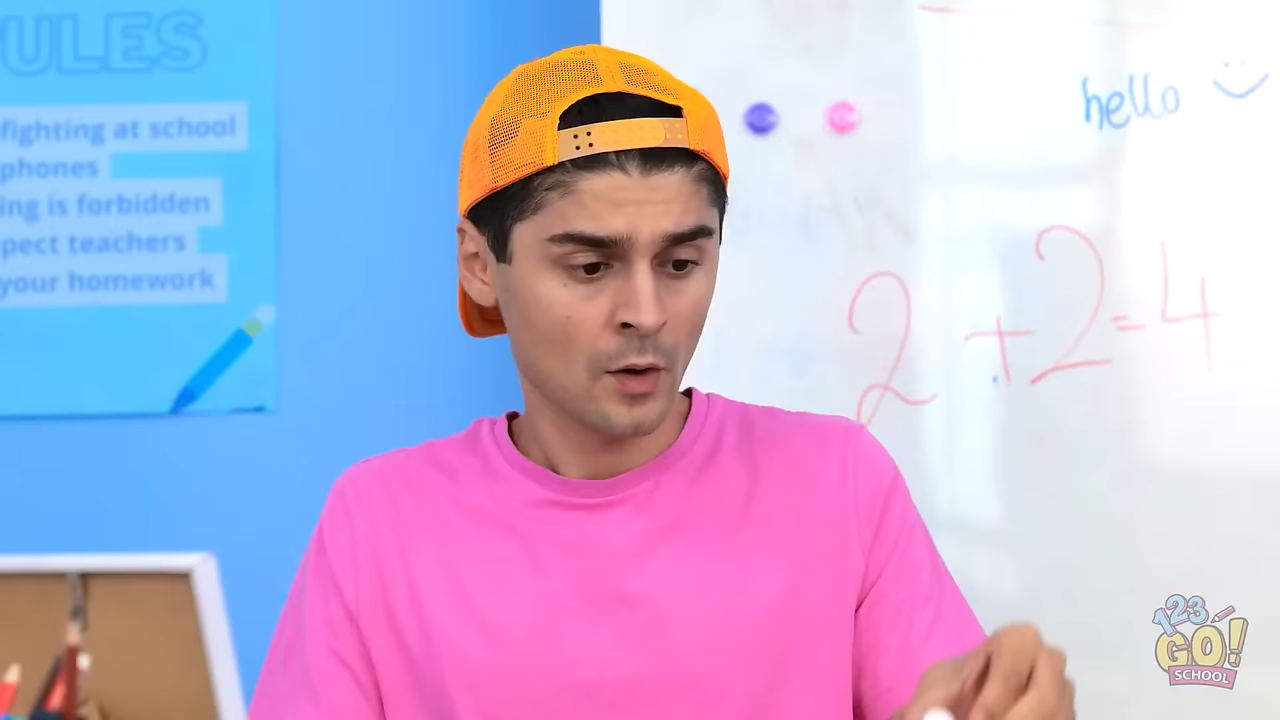 ULES
fighting at school
phones
ing is forbidden
pect teachers
your homework
hello
2+2=4
123
GO!
SCHOOL